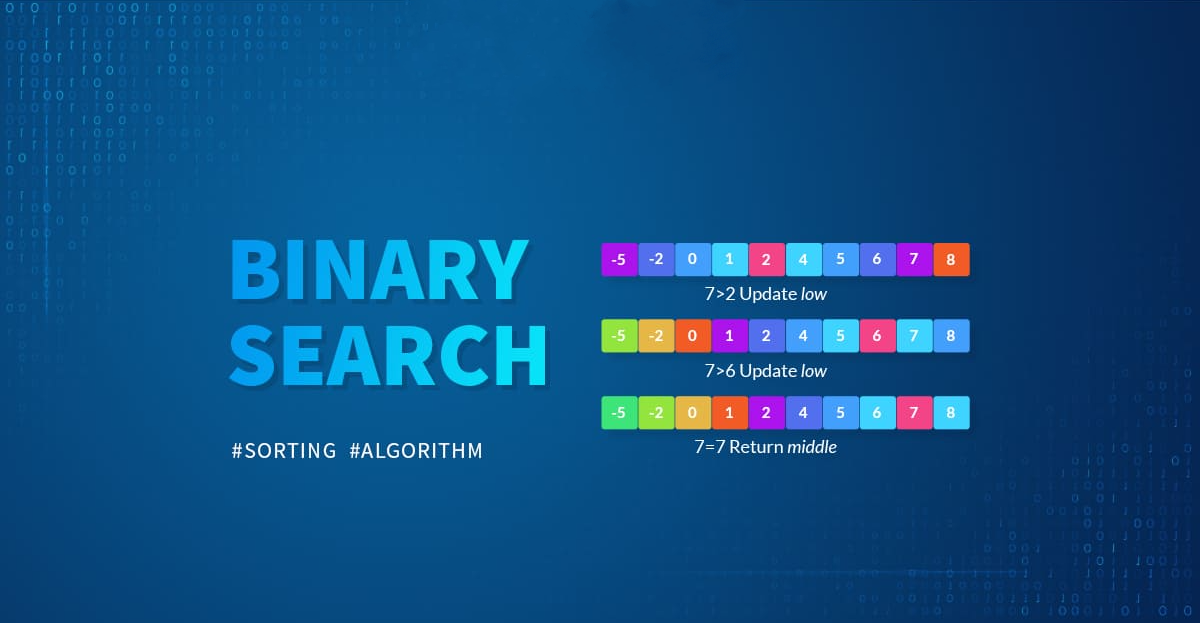 BINARY
SEARCH
#SORTING #ALGORITHM
-5 -2 0 1 2 4 5 6 7 8
7>2 Update low
-5 -2 0 1 2 4 5 6 7 8
7>6 Update low
-5 -2 0 1 2 4 5 6 7 8
7=7 Return middle